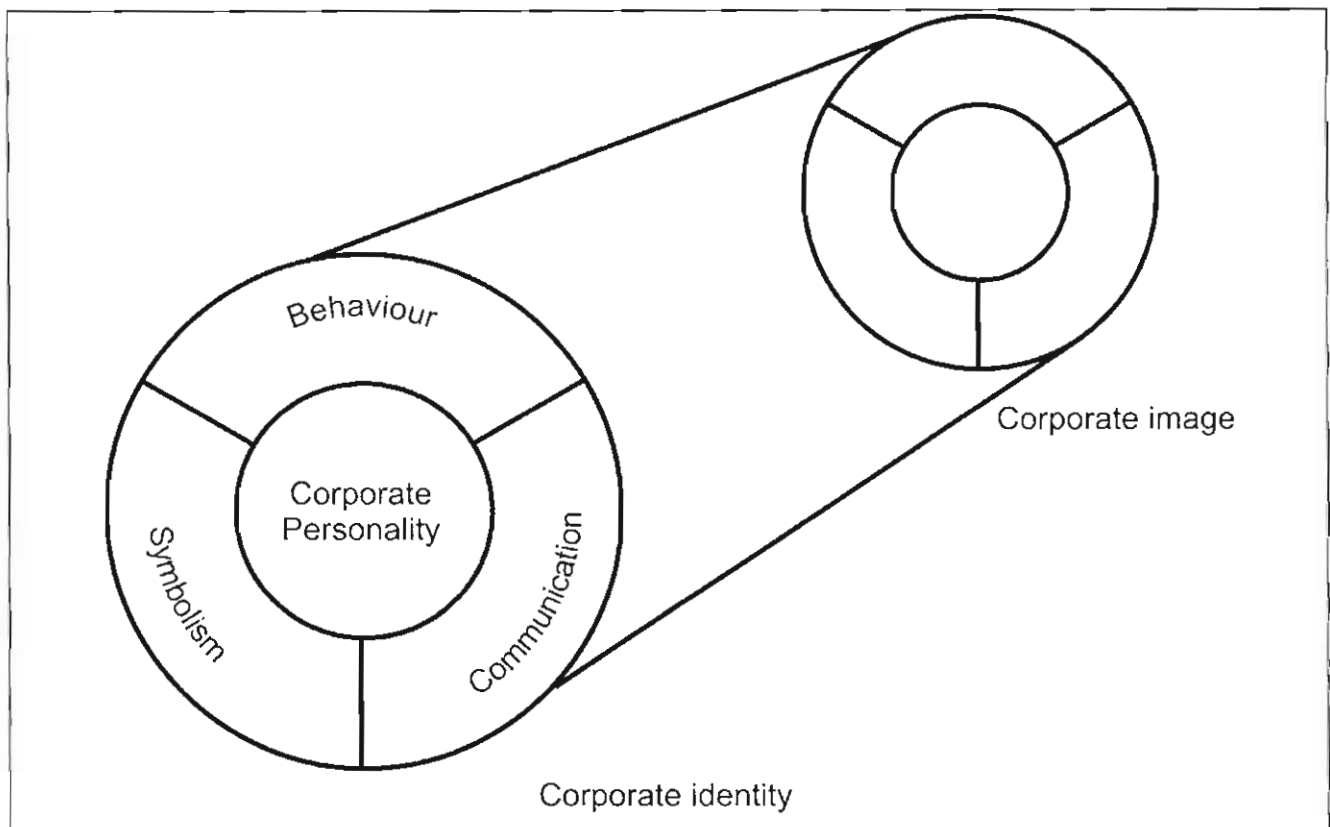 Behaviour
Corporate
Personality
Symbolism
Communication
Corporate image
Corporate identity